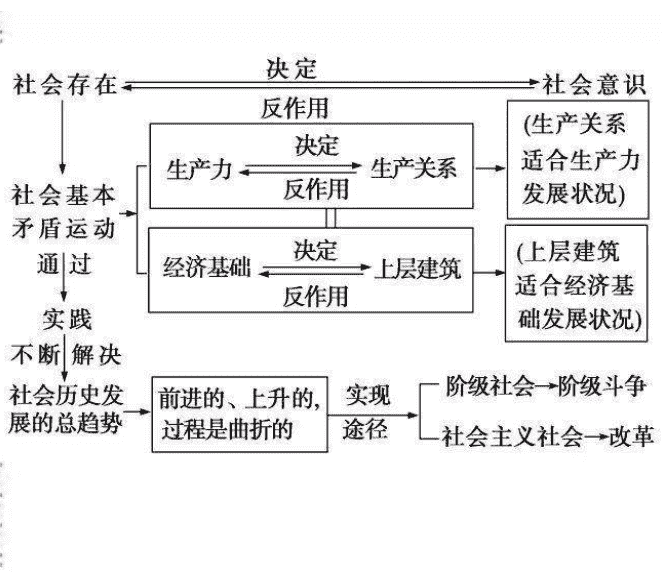 决定
社会存在
社会意识
反作用
(生产关系
适合生产力
发展状况)
决定
生产力
生产关系
反作用
社会基本
矛盾运动
通过
决定
经济基础
上层建筑
反作用
(上层建筑
适合经济基
础发展状况)
实践
不断解决
社会历史发
展的总趋势
前进的、上升的,
过程是曲折的
实现
途径
阶级社会→阶级斗争
社会主义社会→改革